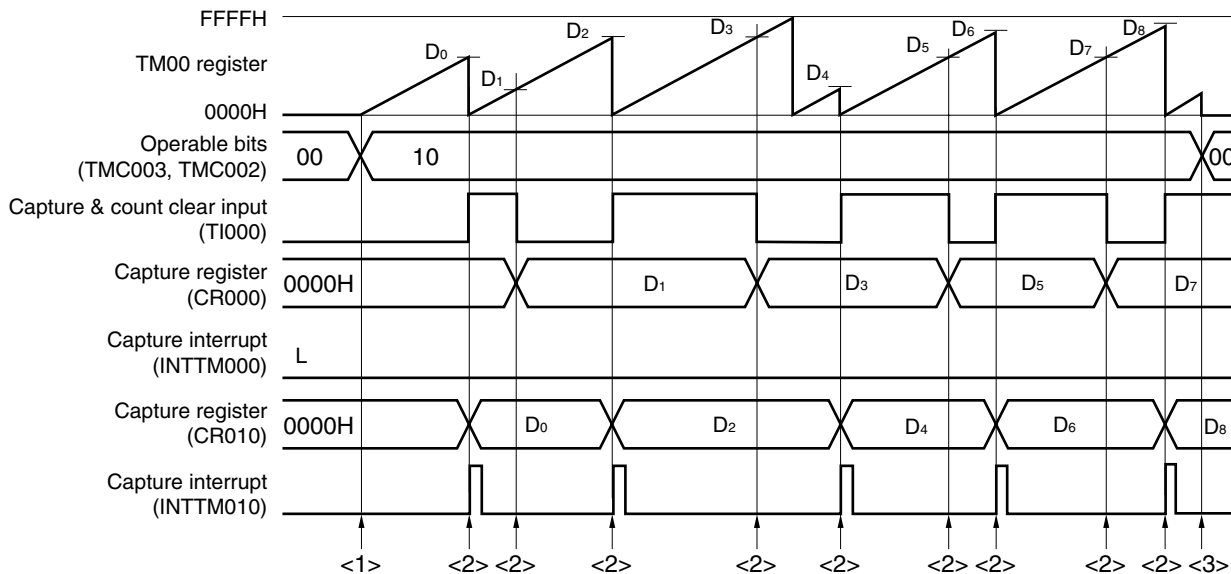 FFFFH
TM00 register
0000H
D0 D1 D2 D3 D4 D5 D6 D7 D8
Operable bits
(TMC003, TMC002)
00 10 00
Capture & count clear input
(TI000)
Capture register
(CR000)
0000H D1 D3 D5 D7
Capture interrupt
(INTTM000)
L
Capture register
(CR010)
0000H D0 D2 D4 D6 D8
Capture interrupt
(INTTM010)
<1> <2> <2> <2> <2> <2> <2> <2> <2> <2> <3>